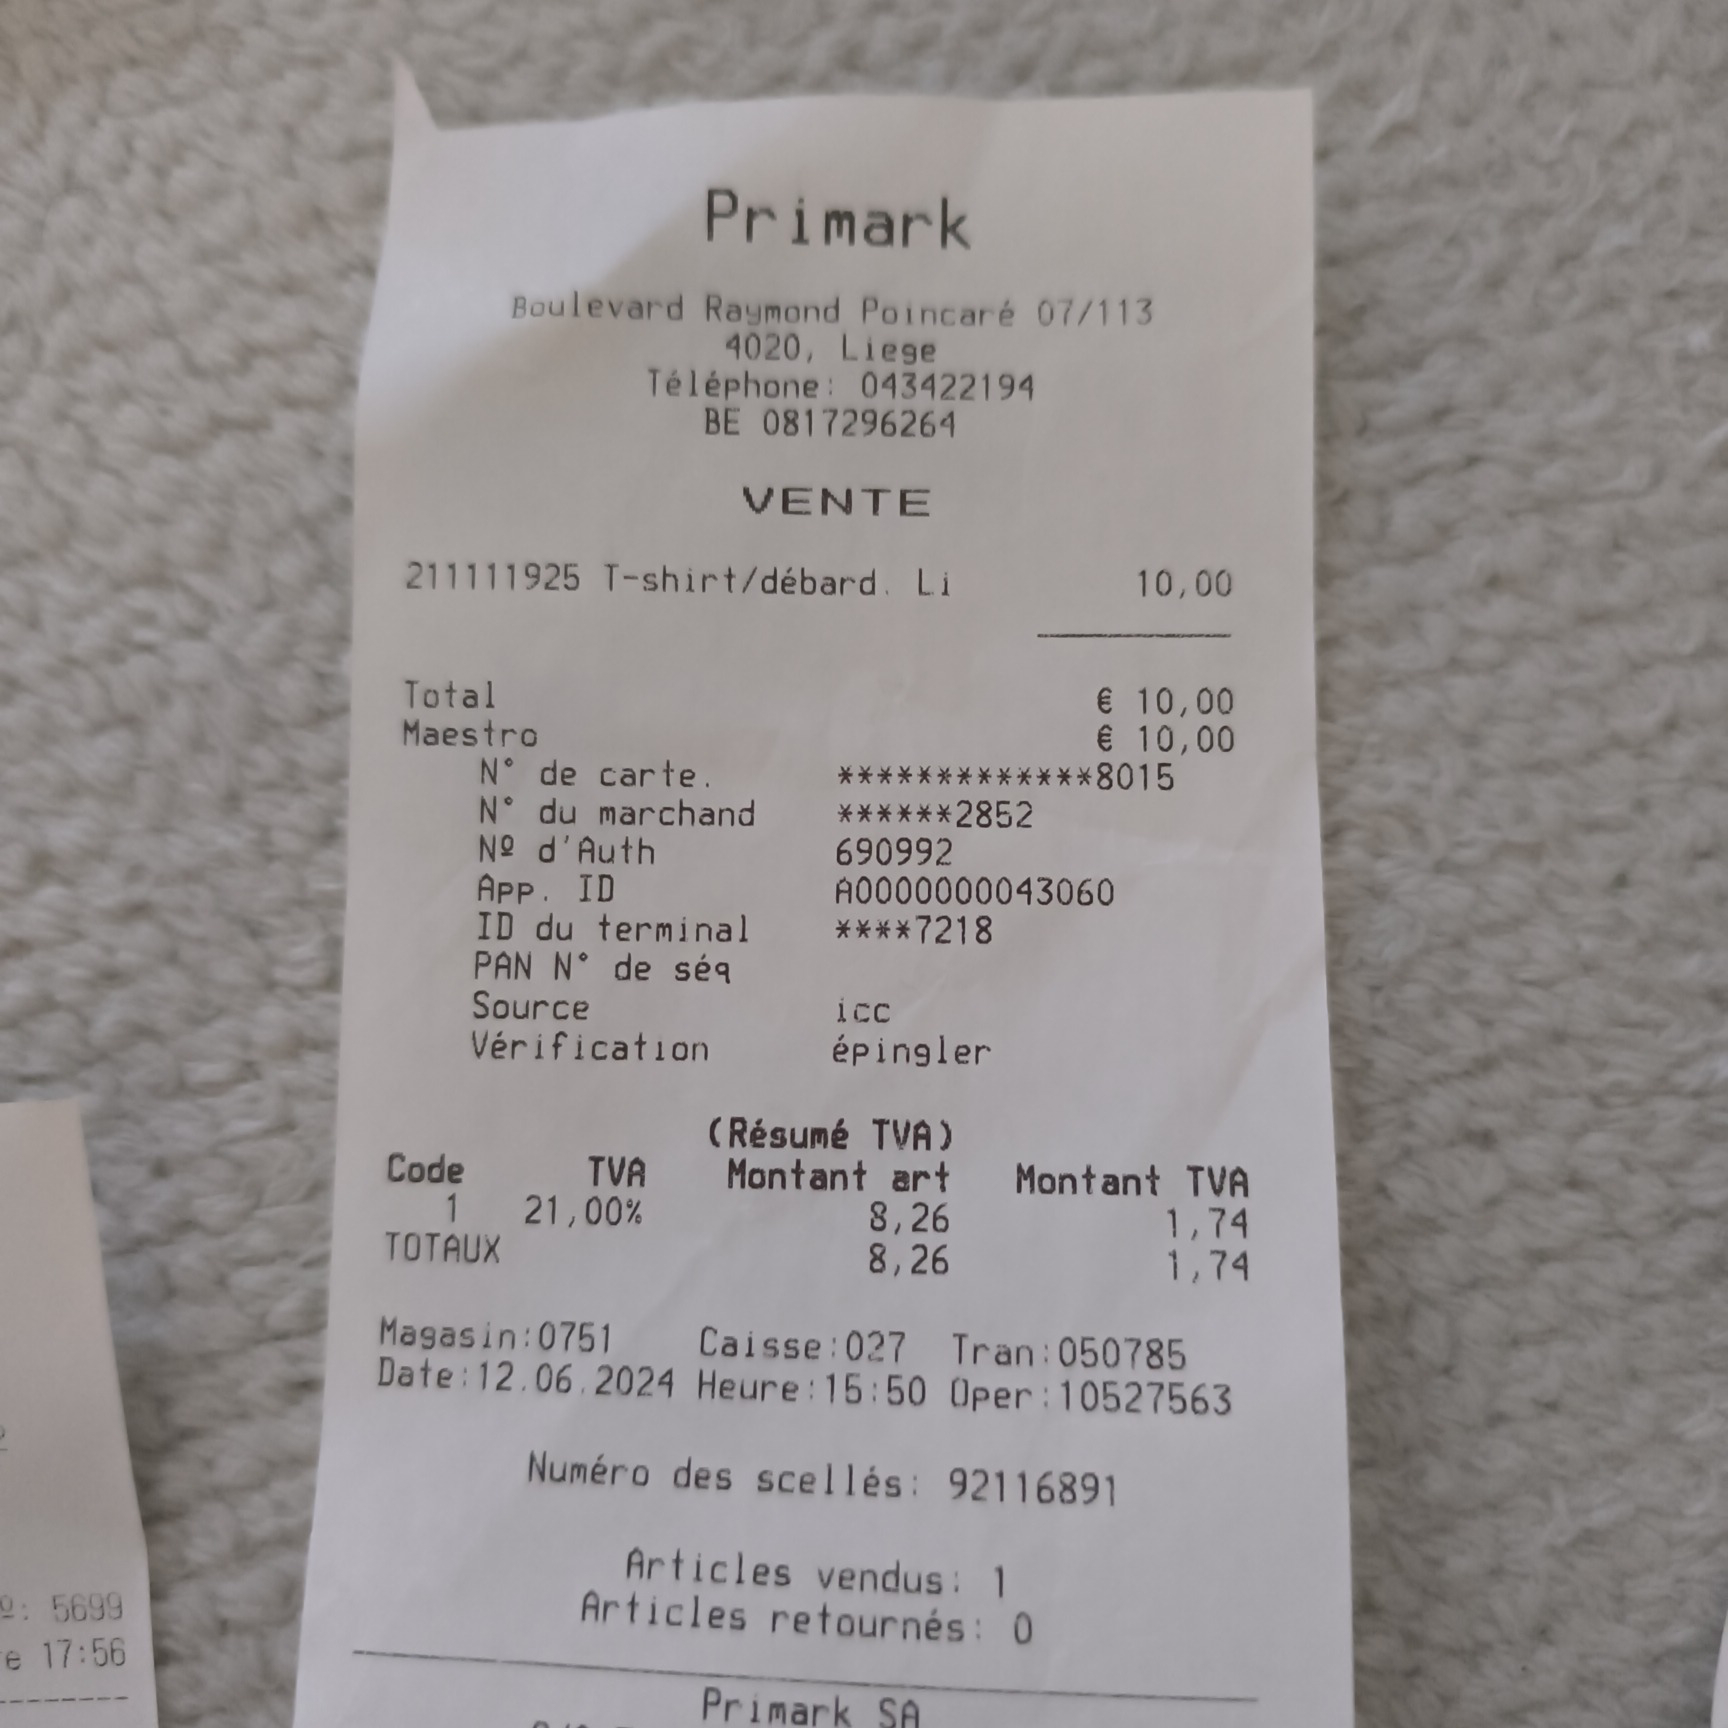 Primark
Boulevard Raymond Poincaré 07/113
4020, Liege
Téléphone: 043422194
BE 0817296264
VENTE
211111925 T-shirt/débard. Li 10,00
Total € 10,00
Maestro € 10,00
N° de carte. *************8015
N° du marchand ******2852
Nº d'Auth 690992
App. ID A0000000043060
ID du terminal ****7218
PAN N° de séq
Source icc
Vérification épingler
(Résumé TVA)
Code TVA Montant art Montant TVA
1 21,00% 8,26 1,74
TOTAUX 8,26 1,74
Magasin:0751 Caisse:027 Tran:050785
Date:12.06.2024 Heure:15:50 Oper:10527563
Numéro des scellés: 92116891
Articles vendus: 1
Articles retournés: 0
Primark SA
º: 5699
e 17:56